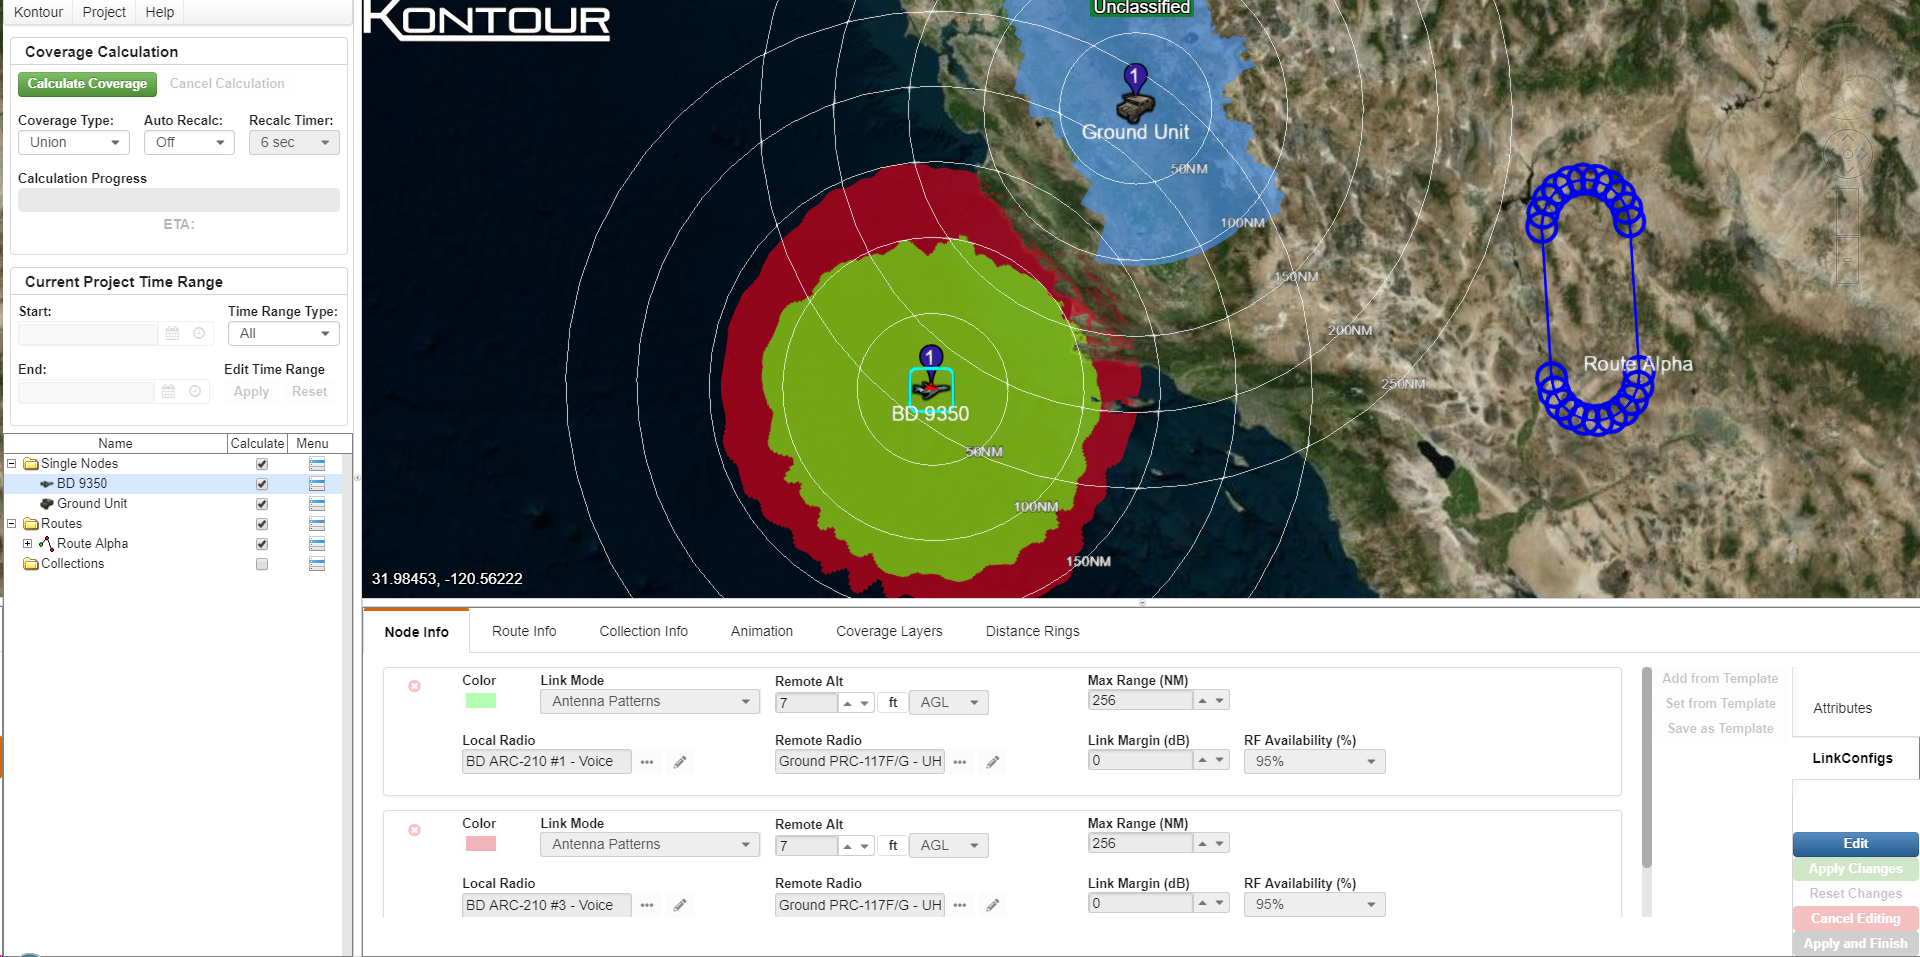 Kontour Project Help
Coverage Calculation
Calculate Coverage Cancel Calculation
Coverage Type: Auto Recalc: Recalc Timer:
Union Off 6 sec
Calculation Progress
ETA:
Current Project Time Range
Start: Time Range Type:
All
End: Edit Time Range
Apply Reset
Name Calculate Menu
Single Nodes
BD 9350
Ground Unit
Routes
Route Alpha
Collections
KONTOUR
Unclassified
1
Ground Unit
50NM
100NM
150NM
200NM
250NM
Route Alpha
1
BD 9350
50NM
100NM
150NM
31.98453, -120.56222
Node Info Route Info Collection Info Animation Coverage Layers Distance Rings
Color Link Mode Remote Alt Max Range (NM)
Antenna Patterns 7 ft AGL 256
Local Radio Remote Radio Link Margin (dB) RF Availability (%)
BD ARC-210 #1 - Voice ••• Ground PRC-117F/G - UH ••• 0 95%
Color Link Mode Remote Alt Max Range (NM)
Antenna Patterns 7 ft AGL 256
Local Radio Remote Radio Link Margin (dB) RF Availability (%)
BD ARC-210 #3 - Voice ••• Ground PRC-117F/G - UH ••• 0 95%
Add from Template
Set from Template
Save as Template
Attributes
LinkConfigs
Edit
Apply Changes
Reset Changes
Cancel Editing
Apply and Finish